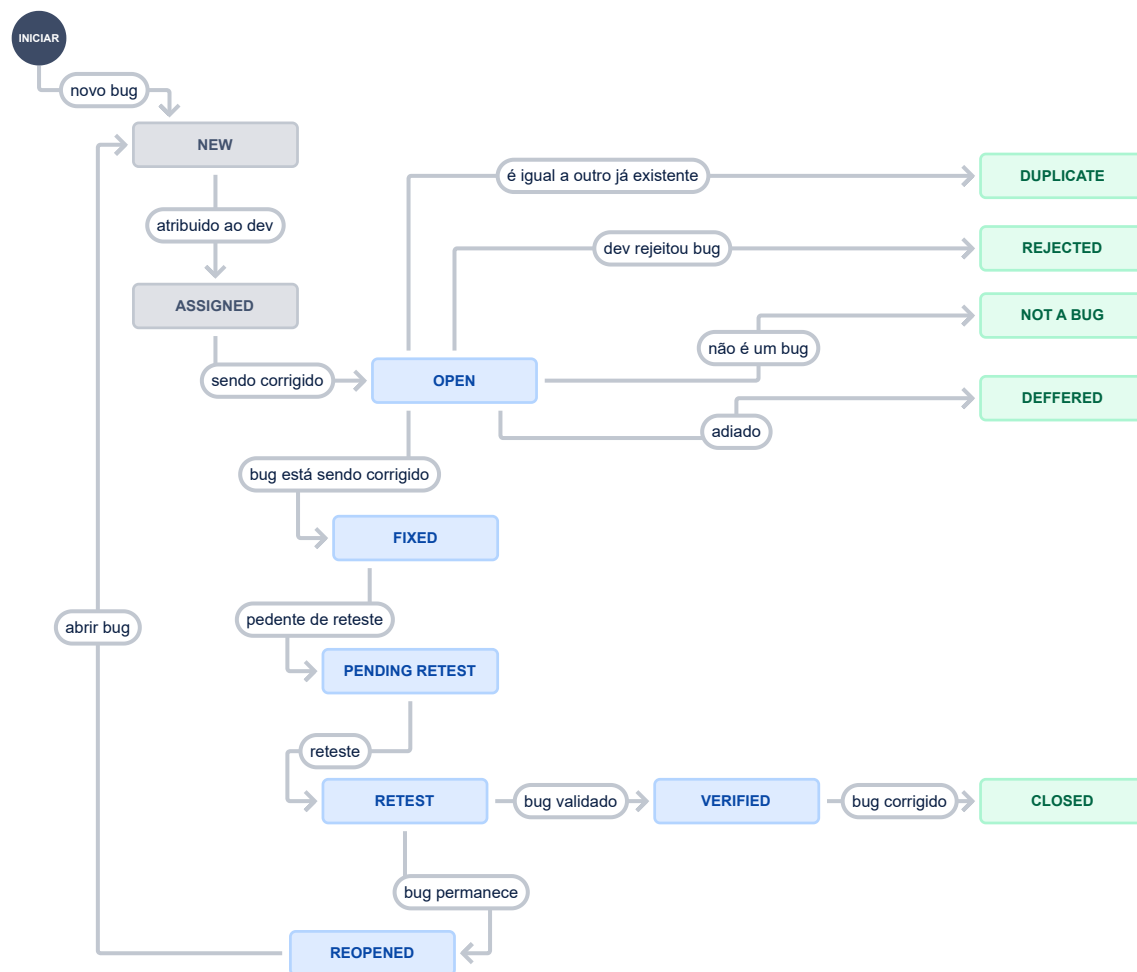 INICIAR
novo bug
NEW
é igual a outro já existente
DUPLICATE
atribuido ao dev
dev rejeitou bug
REJECTED
ASSIGNED
NOT A BUG
não é um bug
sendo corrigido
OPEN
DEFFERED
adiado
bug está sendo corrigido
FIXED
pedente de reteste
abrir bug
PENDING RETEST
reteste
RETEST
bug validado
VERIFIED
bug corrigido
CLOSED
bug permanece
REOPENED